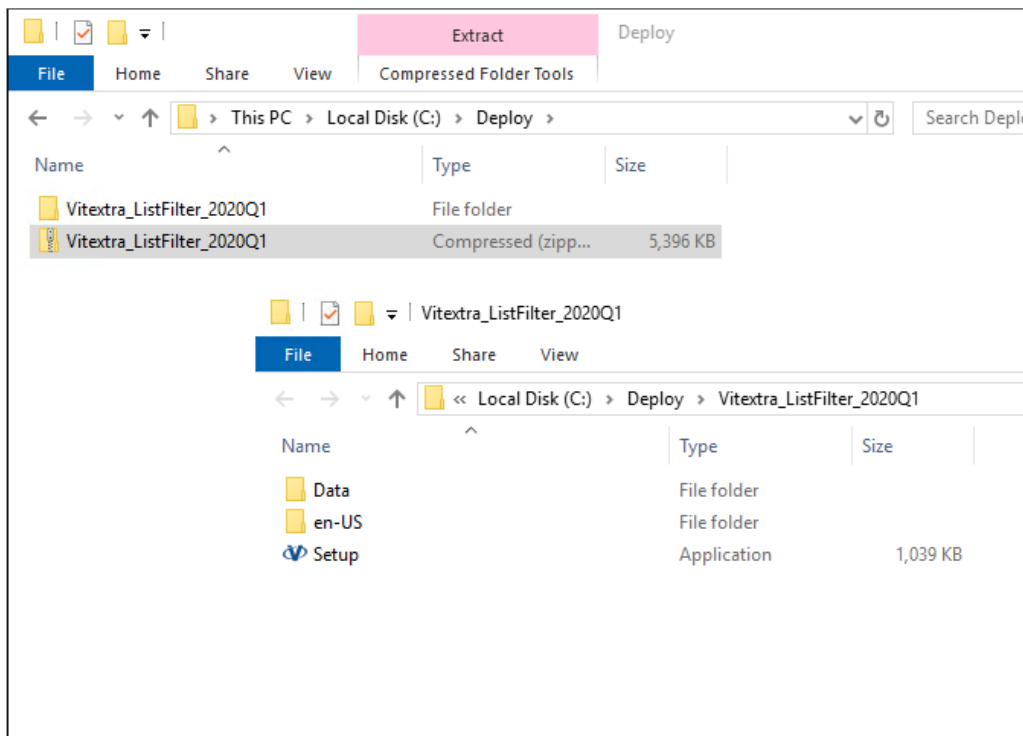 Extract Deploy
File Home Share View Compressed Folder Tools
This PC > Local Disk (C:) > Deploy > Search Deplo
Name Type Size
Vitextra_ListFilter_2020Q1 File folder
Vitextra_ListFilter_2020Q1 Compressed (zipp... 5,396 KB
Vitextra_ListFilter_2020Q1
File Home Share View
« Local Disk (C:) > Deploy > Vitextra_ListFilter_2020Q1
Name Type Size
Data File folder
en-US File folder
Setup Application 1,039 KB